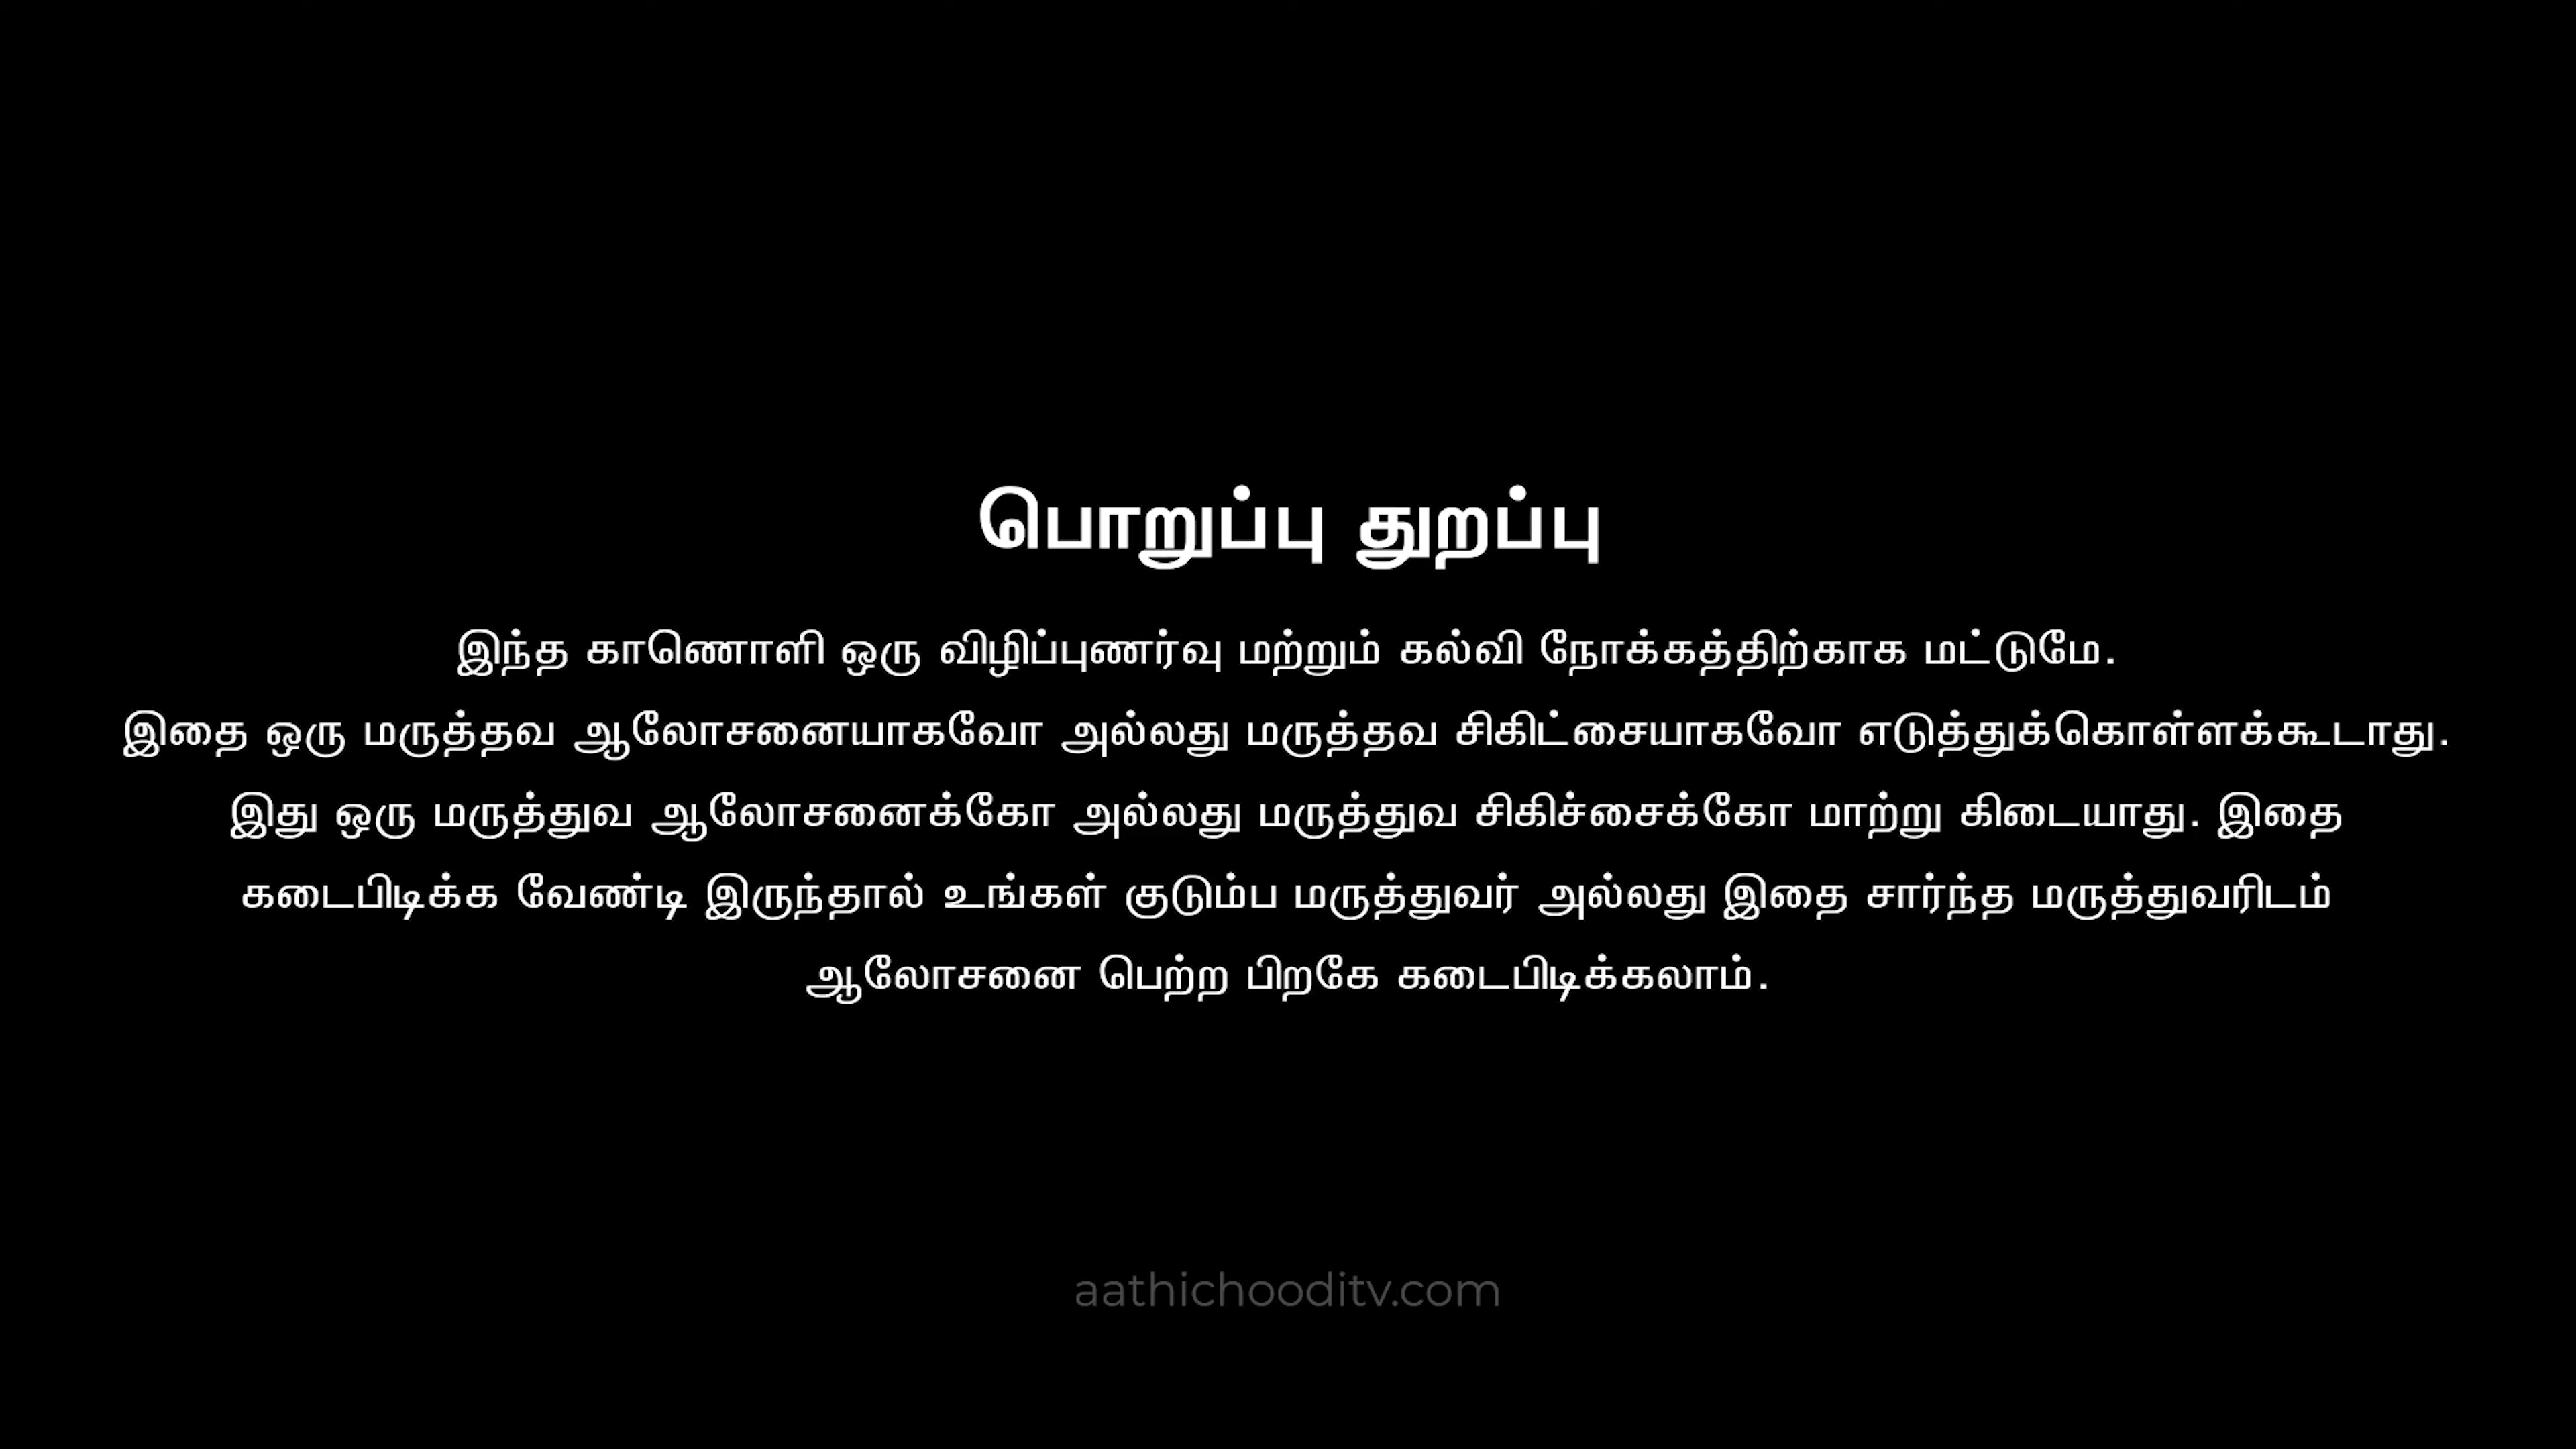 பொறுப்பு துறப்பு
இந்த காணொளி ஒரு விழிப்புணர்வு மற்றும் கல்வி நோக்கத்திற்காக மட்டுமே.
இதை ஒரு மருத்தவ ஆலோசனையாகவோ அல்லது மருத்தவ சிகிட்சையாகவோ எடுத்துக்கொள்ளக்கூடாது.
இது ஒரு மருத்துவ ஆலோசனைக்கோ அல்லது மருத்துவ சிகிச்சைக்கோ மாற்று கிடையாது. இதை
கடைபிடிக்க வேண்டி இருந்தால் உங்கள் குடும்ப மருத்துவர் அல்லது இதை சார்ந்த மருத்துவரிடம்
ஆலோசனை பெற்ற பிறகே கடைபிடிக்கலாம்.
aathichooditv.com